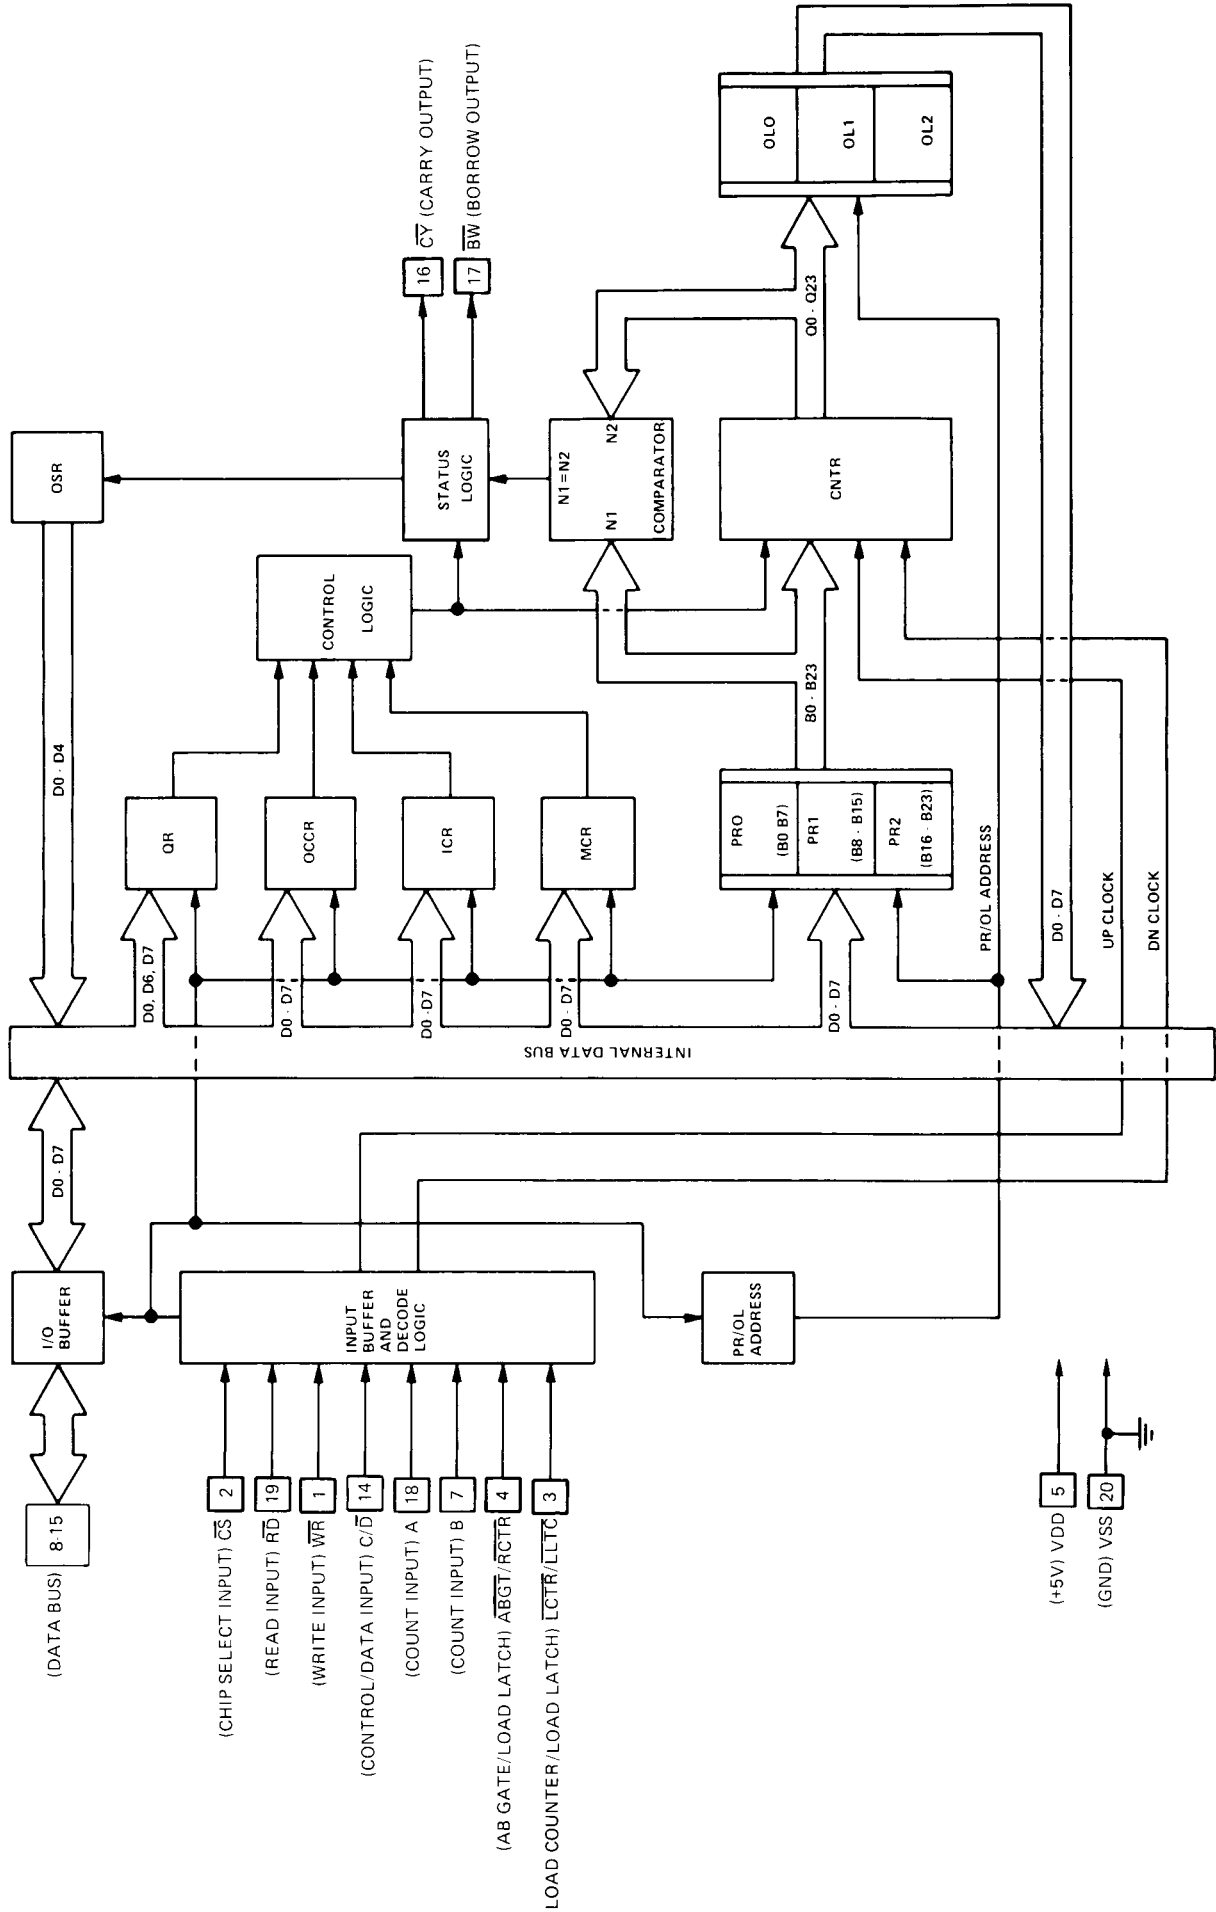 (DATA BUS) 8-15
(CHIP SELECT INPUT) CS 2
(READ INPUT) RD 19
(WRITE INPUT) WR 1
(CONTROL/DATA INPUT) C/D 14
(COUNT INPUT) A 18
(COUNT INPUT) B 7
(AB GATE/LOAD LATCH) ABGT/RCTR 4
LOAD COUNTER/LOAD LATCH) LCTR/LLTC 3
(+5V) VDD 5
(GND) VSS 20
I/O
BUFFER
INPUT
BUFFER
AND
DECODE
LOGIC
PR/OL
ADDRESS
D0 - D7
INTERNAL DATA BUS
D0 - D4
D0, D6, D7
D0 - D7
D0 - D7
D0 - D7
D0 - D7
QR
OCCR
ICR
MCR
PRO
(B0 B7)
PR1
(B8 - B15)
PR2
(B16 - B23)
PR/OL ADDRESS
D0 - D7
UP CLOCK
DN CLOCK
CONTROL
LOGIC
B0 - B23
OSR
STATUS
LOGIC
N1 = N2
N1
N2
COMPARATOR
CNTR
Q0 - Q23
16 CY (CARRY OUTPUT)
17 BW (BORROW OUTPUT)
OLO
OL1
OL2